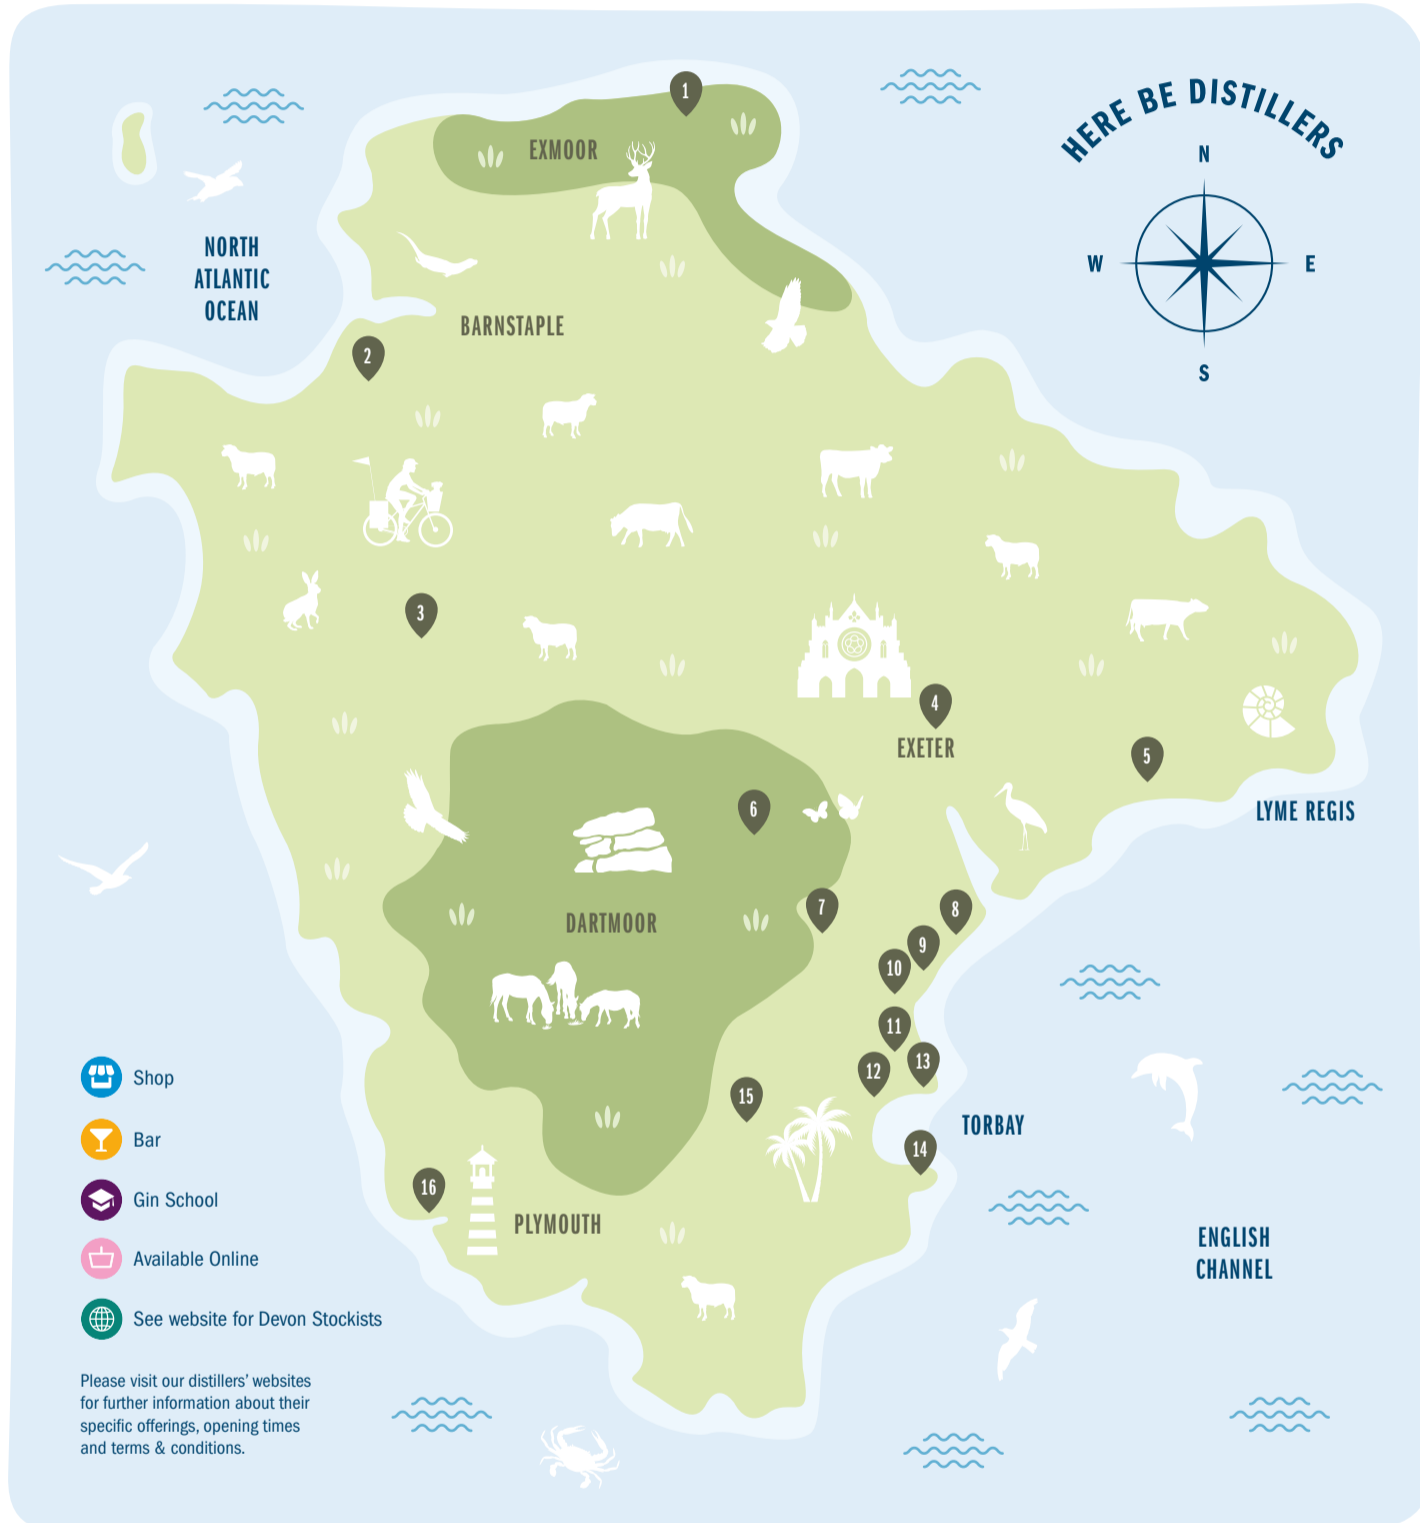 HERE BE DISTILLERS
N
W
E
S
1
EXMOOR
NORTH
ATLANTIC
OCEAN
BARNSTAPLE
2
3
4
EXETER
5
LYME REGIS
6
DARTMOOR
7
8
9
10
11
12
13
15
TORBAY
14
16
PLYMOUTH
ENGLISH
CHANNEL
Shop
Bar
Gin School
Available Online
See website for Devon Stockists
Please visit our distillers' websites
for further information about their
specific offerings, opening times
and terms & conditions.